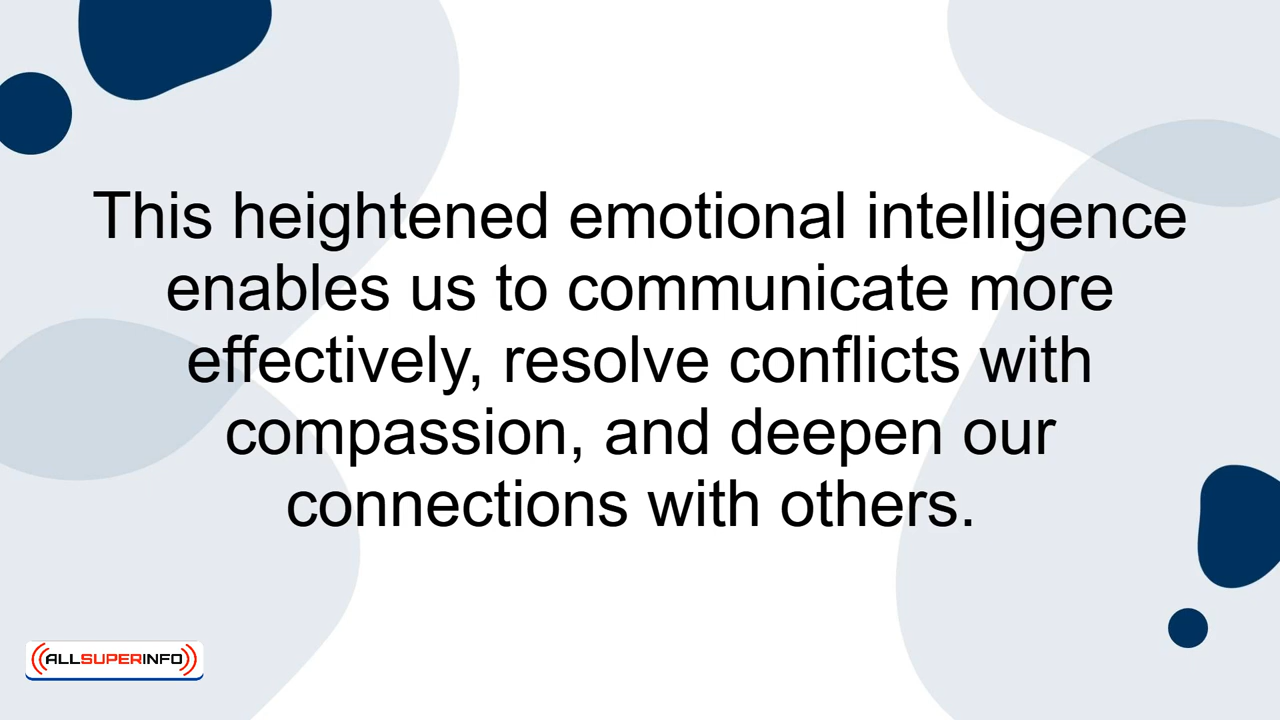 This heightened emotional intelligence
enables us to communicate more
effectively, resolve conflicts with
compassion, and deepen our
connections with others.
ALLSUPERINFO